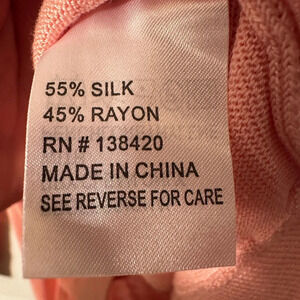 55% SILK
45% RAYON
RN # 138420
MADE IN CHINA
SEE REVERSE FOR CARE